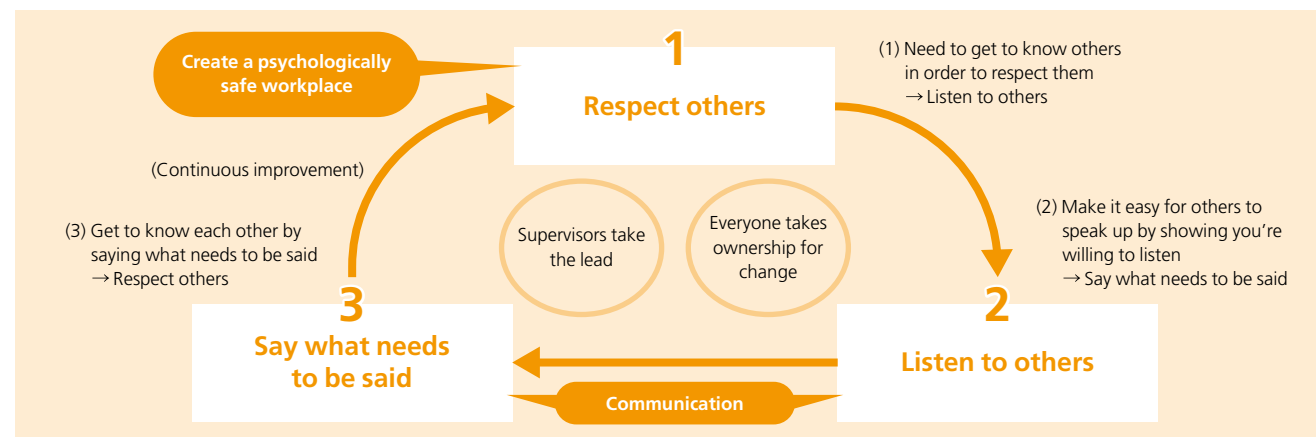 Create a psychologically
safe workplace
1
Respect others
(1) Need to get to know others
in order to respect them
→ Listen to others
(Continuous improvement)
(3) Get to know each other by
saying what needs to be said
→ Respect others
Supervisors take
the lead
Everyone takes
ownership for
change
(2) Make it easy for others to
speak up by showing you’re
willing to listen
→ Say what needs to be said
3
Say what needs
to be said
2
Listen to others
Communication